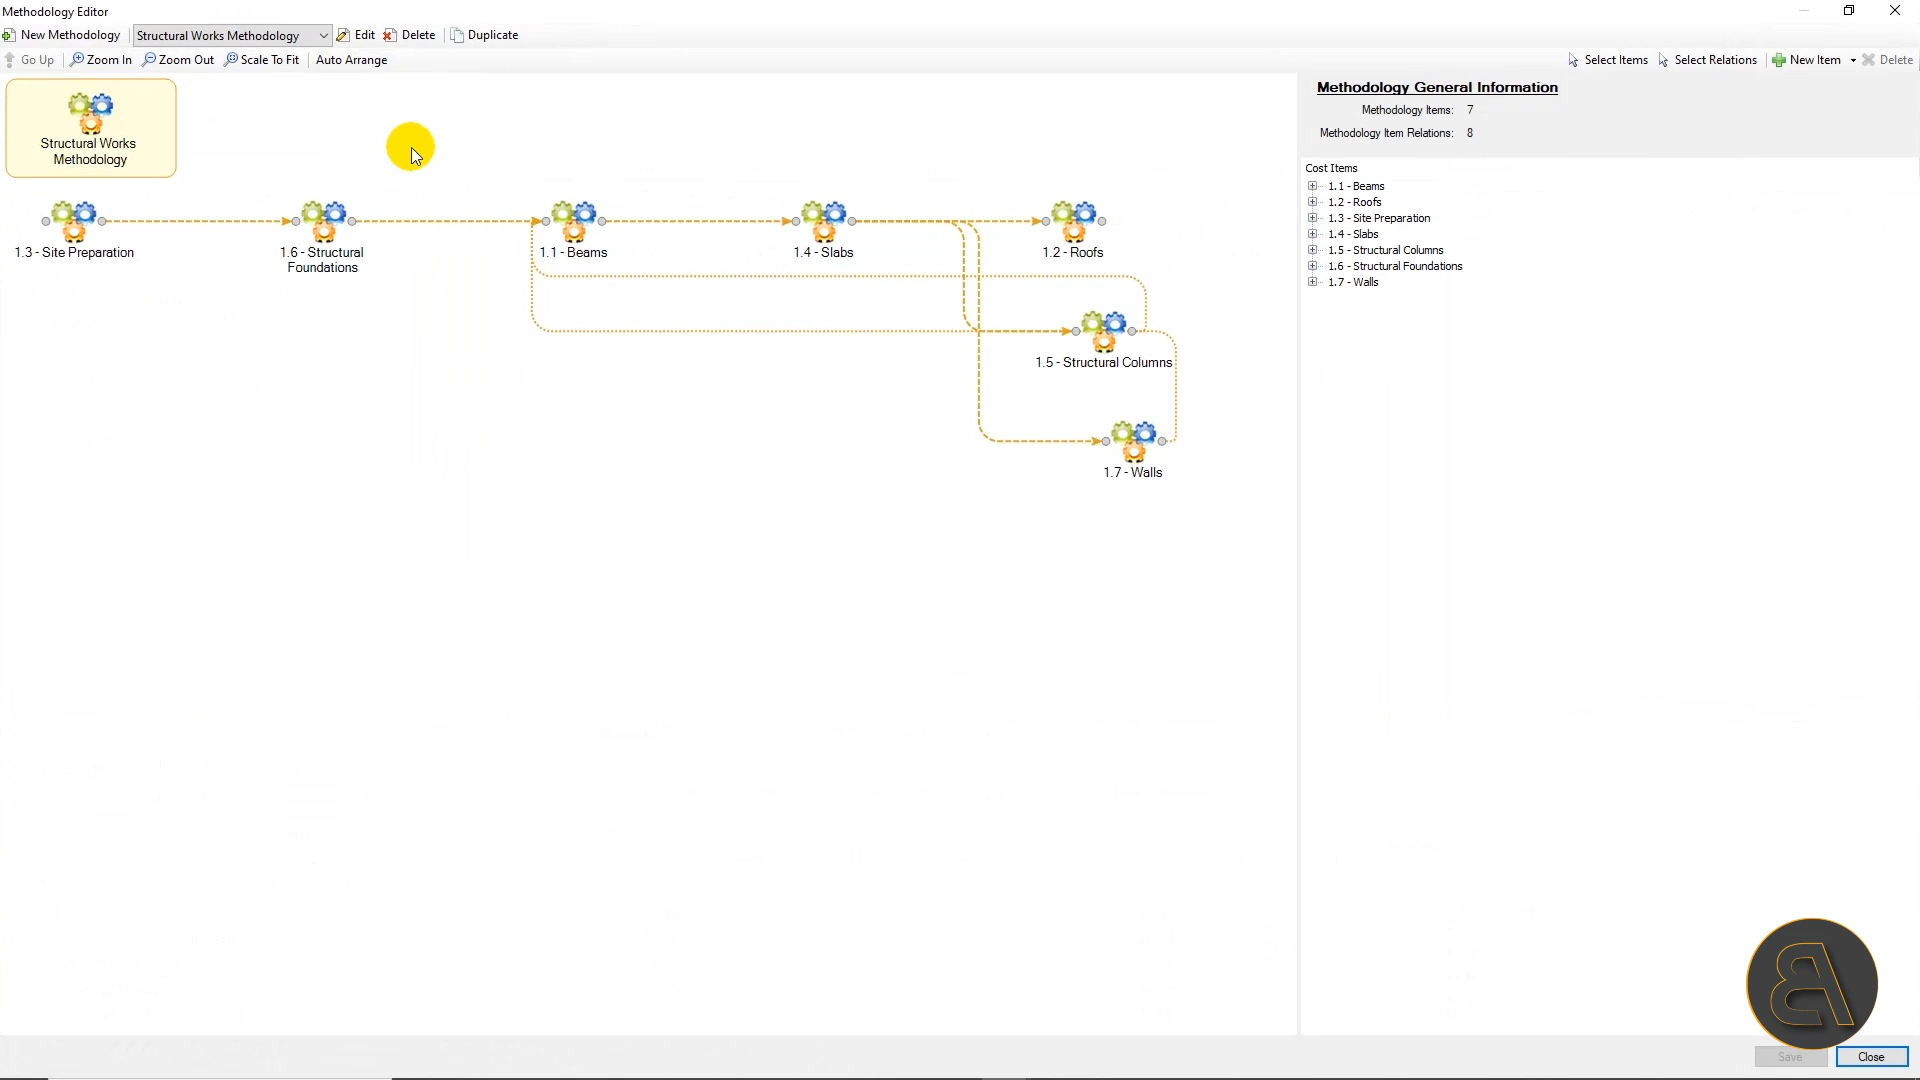 Methodology Editor
New Methodology Structural Works Methodology Edit Delete Duplicate
Go Up Zoom In Zoom Out Scale To Fit Auto Arrange Select Items Select Relations New Item Delete
Structural Works
Methodology
Methodology General Information
Methodology Items: 7
Methodology Item Relations: 8
Cost Items
1.1 - Beams
1.2 - Roofs
1.3 - Site Preparation
1.4 - Slabs
1.5 - Structural Columns
1.6 - Structural Foundations
1.7 - Walls
1.3 - Site Preparation
1.6 - Structural
Foundations
1.1 - Beams
1.4 - Slabs
1.2 - Roofs
1.5 - Structural Columns
1.7 - Walls
Save Close